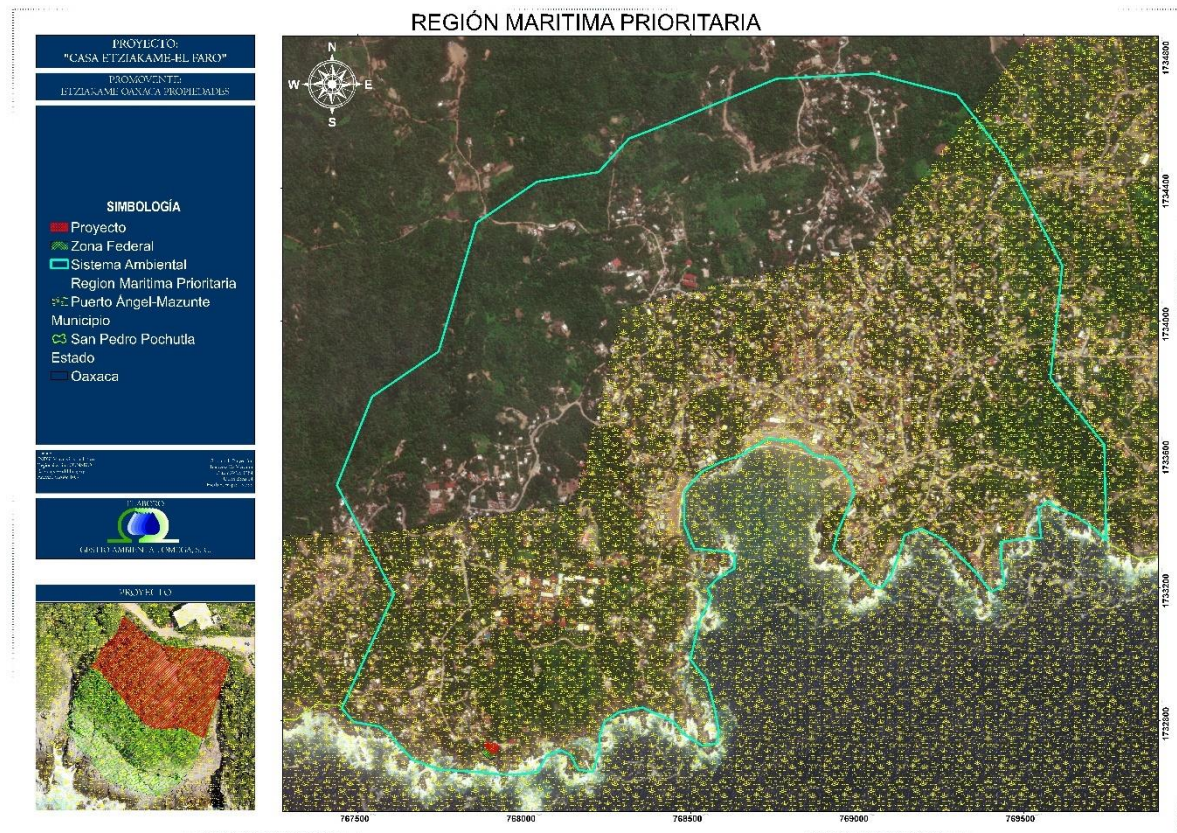 REGIÓN MARITIMA PRIORITARIA
PROYECTO:
"CASA ETZIAKAME-EL FARO"
PROMOVENTE:
ETZIAKAME OAXACA PROPIEDADES
SIMBOLOGÍA
Proyecto
Zona Federal
Sistema Ambiental
Region Maritima Prioritaria
Puerto Ángel-Mazunte
Municipio
San Pedro Pochutla
Estado
Oaxaca
ELABORO
PROYECTO
N
W E
S
1734800
1734400
1734000
1733600
1733200
1732800
767500 768000 768500 769000 769500